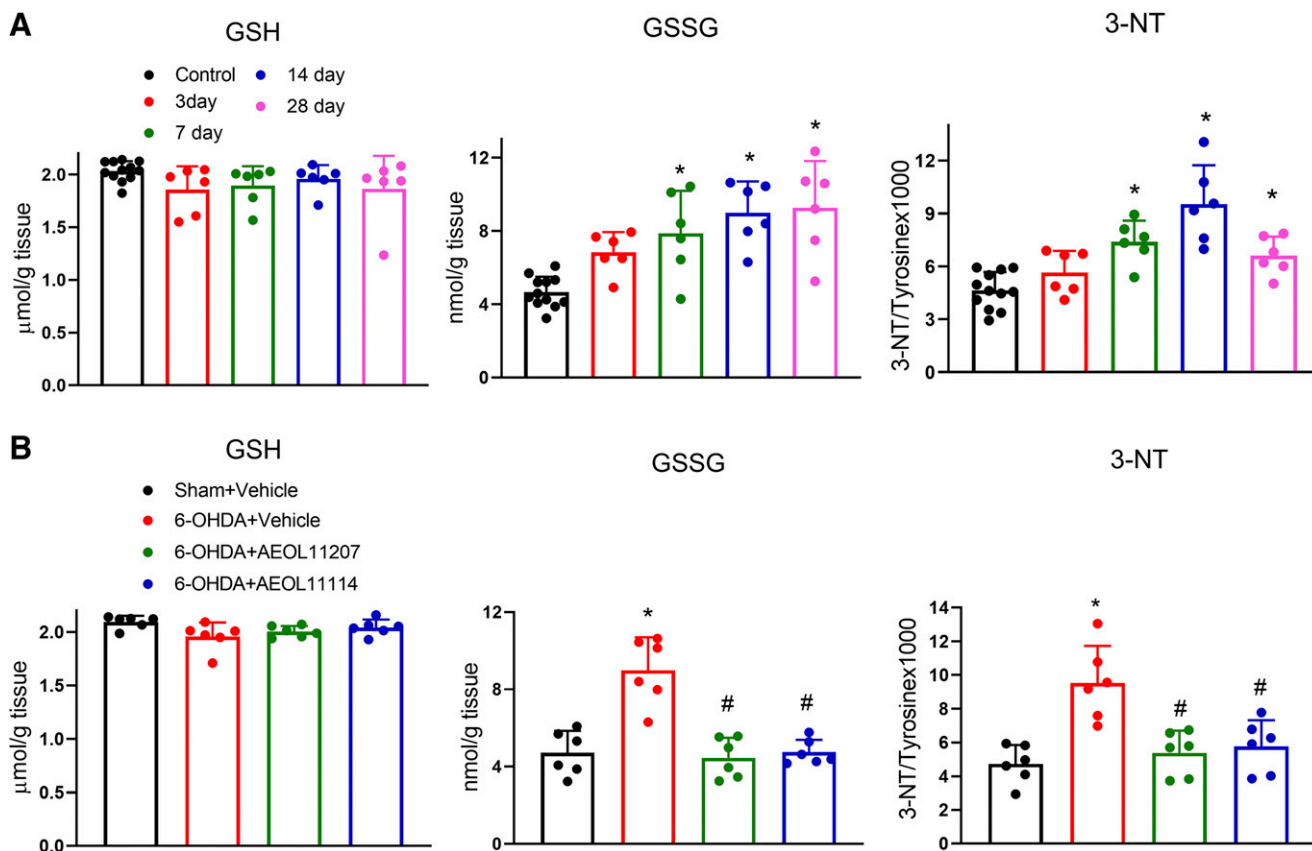 A
GSH
GSSG
3-NT
Control
3day
7 day
14 day
28 day
μmol/g tissue
2.0
1.5
1.0
0.5
0.0
nmol/g tissue
12
8
4
0
*
*
*
3-NT/Tyrosinex1000
12
9
6
3
0
*
*
*
B
GSH
GSSG
3-NT
Sham+Vehicle
6-OHDA+Vehicle
6-OHDA+AEOL11207
6-OHDA+AEOL11114
μmol/g tissue
2.0
1.5
1.0
0.5
0.0
nmol/g tissue
12
8
4
0
*
#
#
3-NT/Tyrosinex1000
14
12
10
8
6
4
2
0
*
#
#